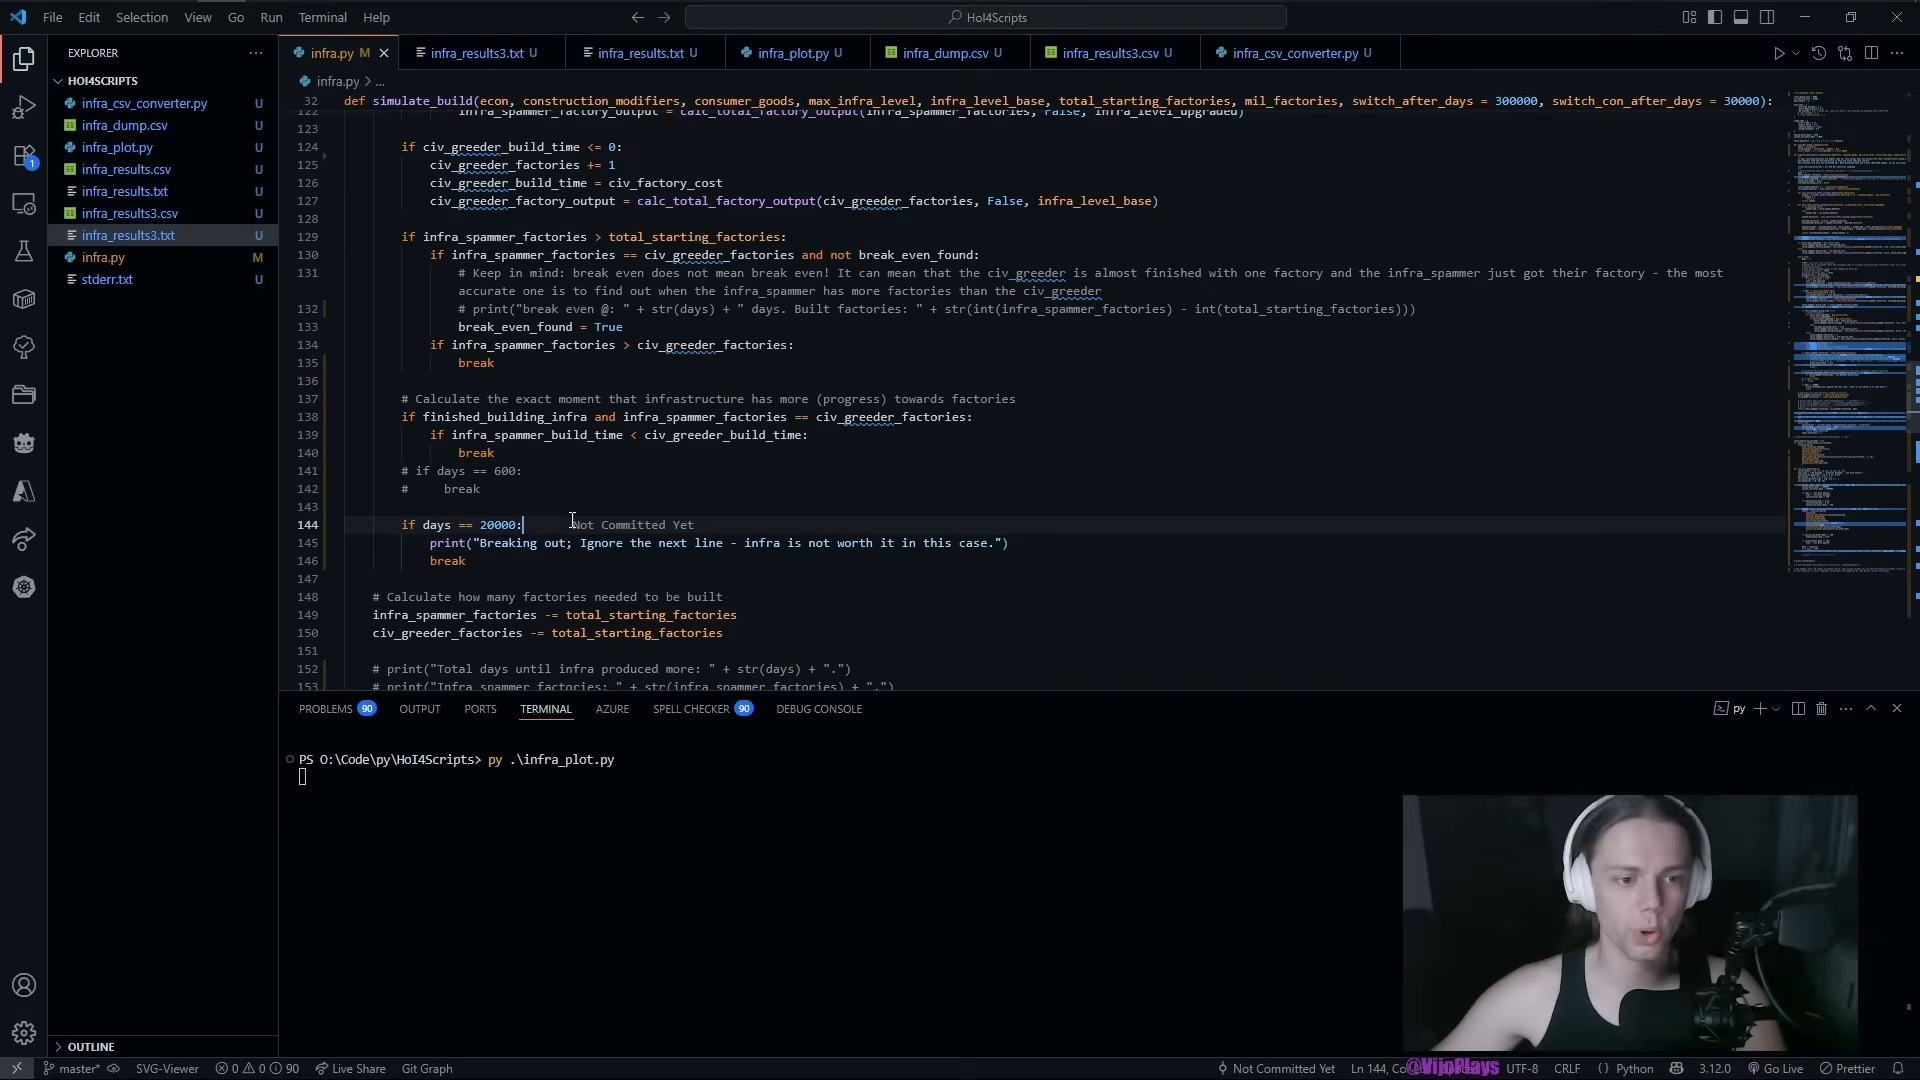 File Edit Selection View Go Run Terminal Help
HoI4Scripts
EXPLORER
infra.py M
infra_results3.txt U
infra_results.txt U
infra_plot.py U
infra_dump.csv U
infra_results3.csv U
infra_csv_converter.py U
HOI4SCRIPTS
infra_csv_converter.py U
infra_dump.csv U
infra_plot.py U
infra_results.csv U
infra_results.txt U
infra_results3.csv U
infra_results3.txt U
infra.py M
stderr.txt U
1
OUTLINE
infra.py > ...
32 def simulate_build(econ, construction_modifiers, consumer_goods, max_infra_level, infra_level_base, total_starting_factories, mil_factories, switch_after_days = 300000, switch_con_after_days = 30000):
122 infra_spammer_factory_output = calc_total_factory_output(infra_spammer_factories, False, infra_level_upgraded)
123
124 if civ_greeder_build_time <= 0:
125 civ_greeder_factories += 1
126 civ_greeder_build_time = civ_factory_cost
127 civ_greeder_factory_output = calc_total_factory_output(civ_greeder_factories, False, infra_level_base)
128
129 if infra_spammer_factories > total_starting_factories:
130 if infra_spammer_factories == civ_greeder_factories and not break_even_found:
131 # Keep in mind: break even does not mean break even! It can mean that the civ_greeder is almost finished with one factory and the infra_spammer just got their factory - the most
accurate one is to find out when the infra_spammer has more factories than the civ_greeder
132 # print("break even @: " + str(days) + " days. Built factories: " + str(int(infra_spammer_factories) - int(total_starting_factories)))
133 break_even_found = True
134 if infra_spammer_factories > civ_greeder_factories:
135 break
136
137 # Calculate the exact moment that infrastructure has more (progress) towards factories
138 if finished_building_infra and infra_spammer_factories == civ_greeder_factories:
139 if infra_spammer_build_time < civ_greeder_build_time:
140 break
141 # if days == 600:
142 # break
143
144 if days == 20000: Not Committed Yet
145 print("Breaking out; Ignore the next line - infra is not worth it in this case.")
146 break
147
148 # Calculate how many factories needed to be built
149 infra_spammer_factories -= total_starting_factories
150 civ_greeder_factories -= total_starting_factories
151
152 # print("Total days until infra produced more: " + str(days) + ".")
153 # print("Infra spammer factories: " + str(infra_spammer_factories) + ".")
PROBLEMS 90 OUTPUT PORTS TERMINAL AZURE SPELL CHECKER 90 DEBUG CONSOLE
py
PS O:\Code\py\HoI4Scripts> py .\infra_plot.py
@VijoPlays
master* SVG-Viewer 0 0 90 Live Share Git Graph
Not Committed Yet Ln 144, UTF-8 CRLF Python 3.12.0 Go Live Prettier